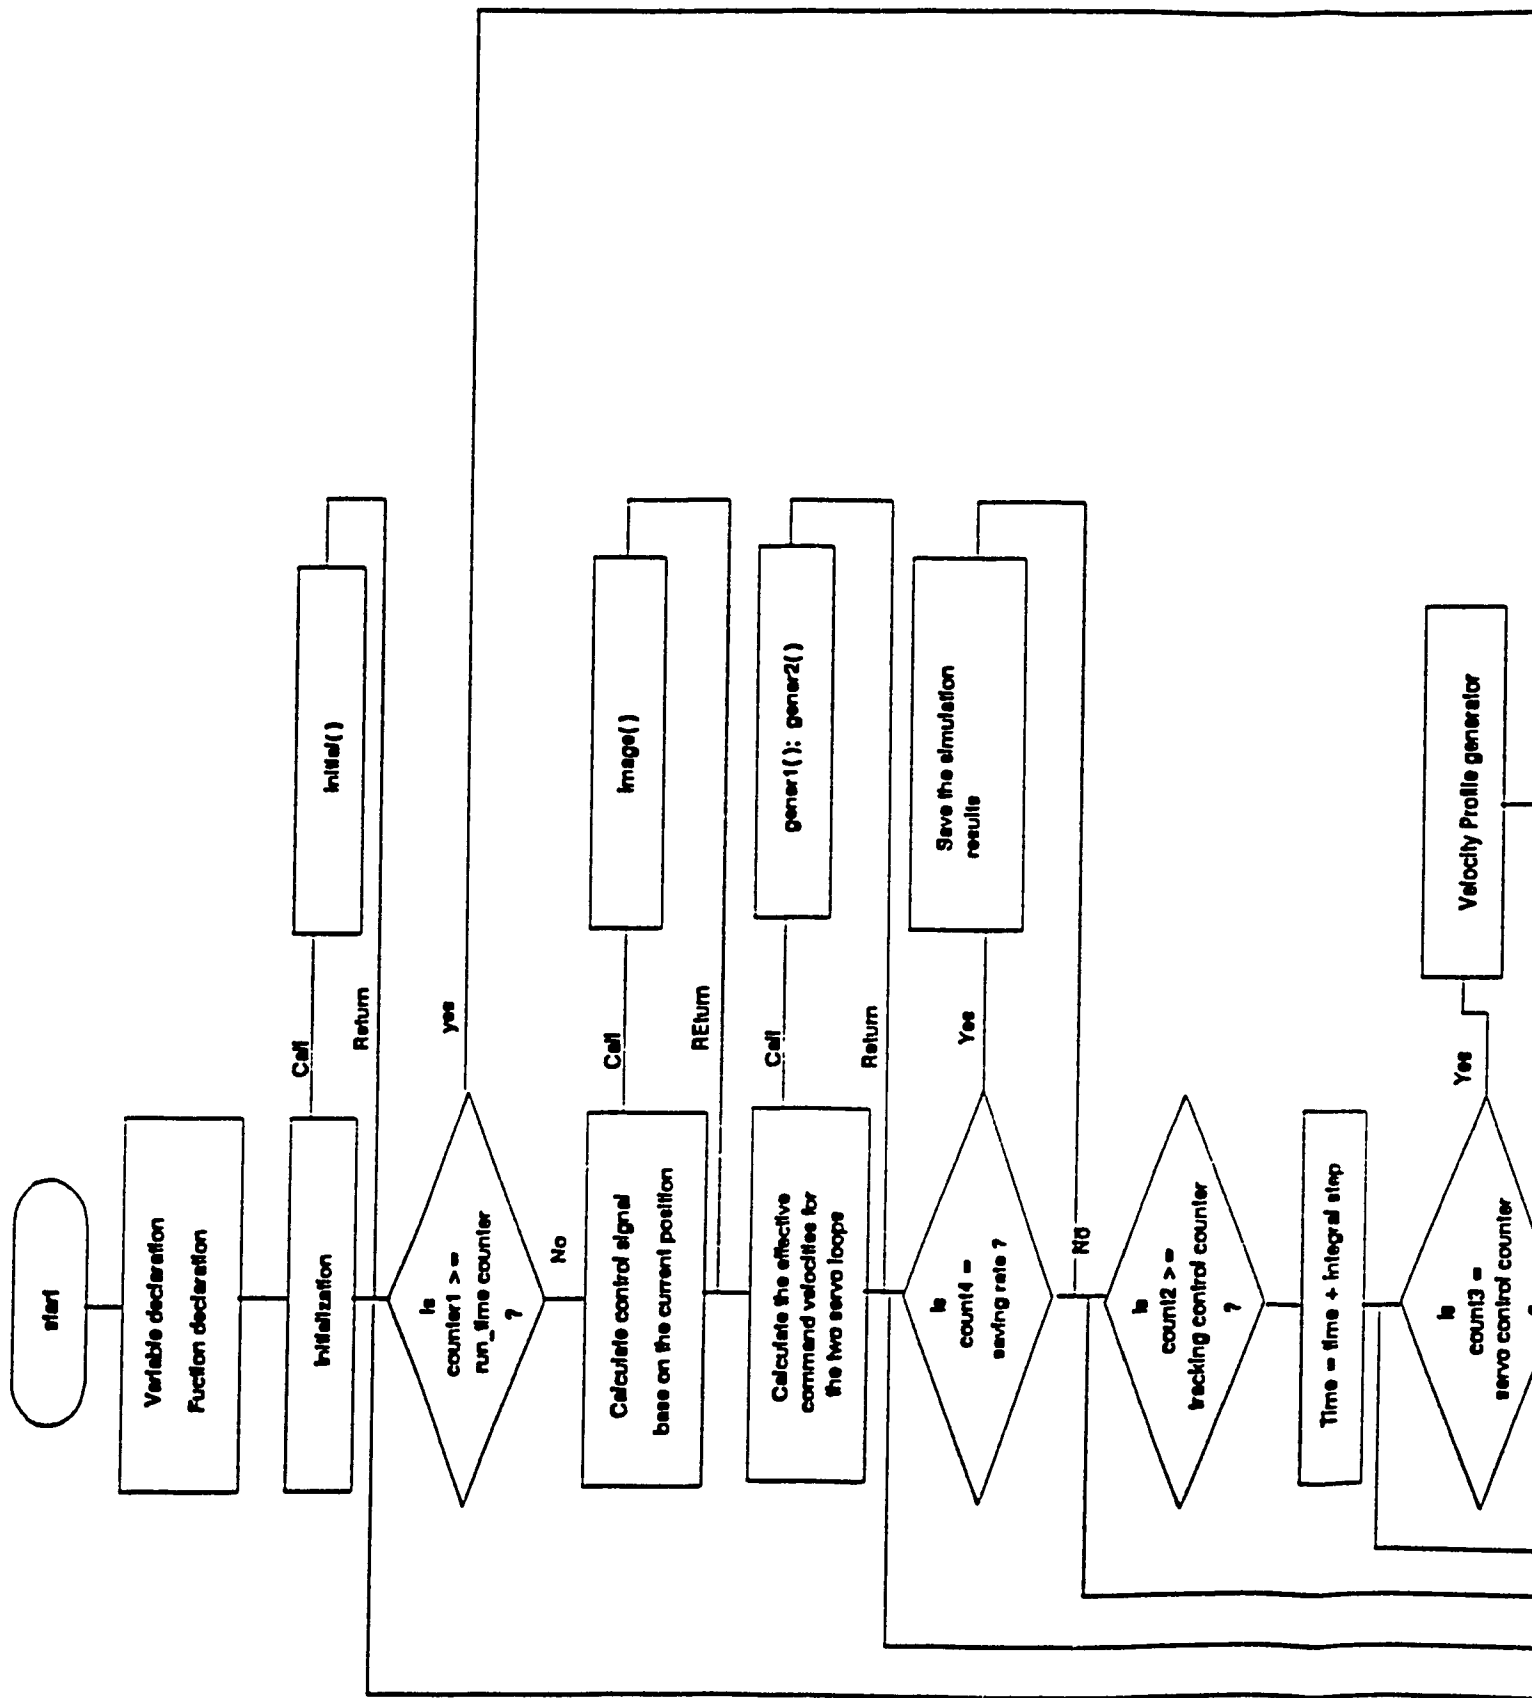 start
Variable declaration
Fuction declaration
Initialization
Call
initial( )
Return
Is
counter1 > =
run_time counter
?
yes
No
Calculate control signal
base on the current position
Call
image( )
REturn
Calculate the effective
command velocities for
the two servo loops
Call
gener1( ); gener2( )
Return
Is
count4 =
saving rate ?
Yes
Save the simulation
results
No
Is
count2 > =
tracking control counter
?
Time = time + integral step
Is
count3 =
servo control counter
Yes
Velocity Profile generator